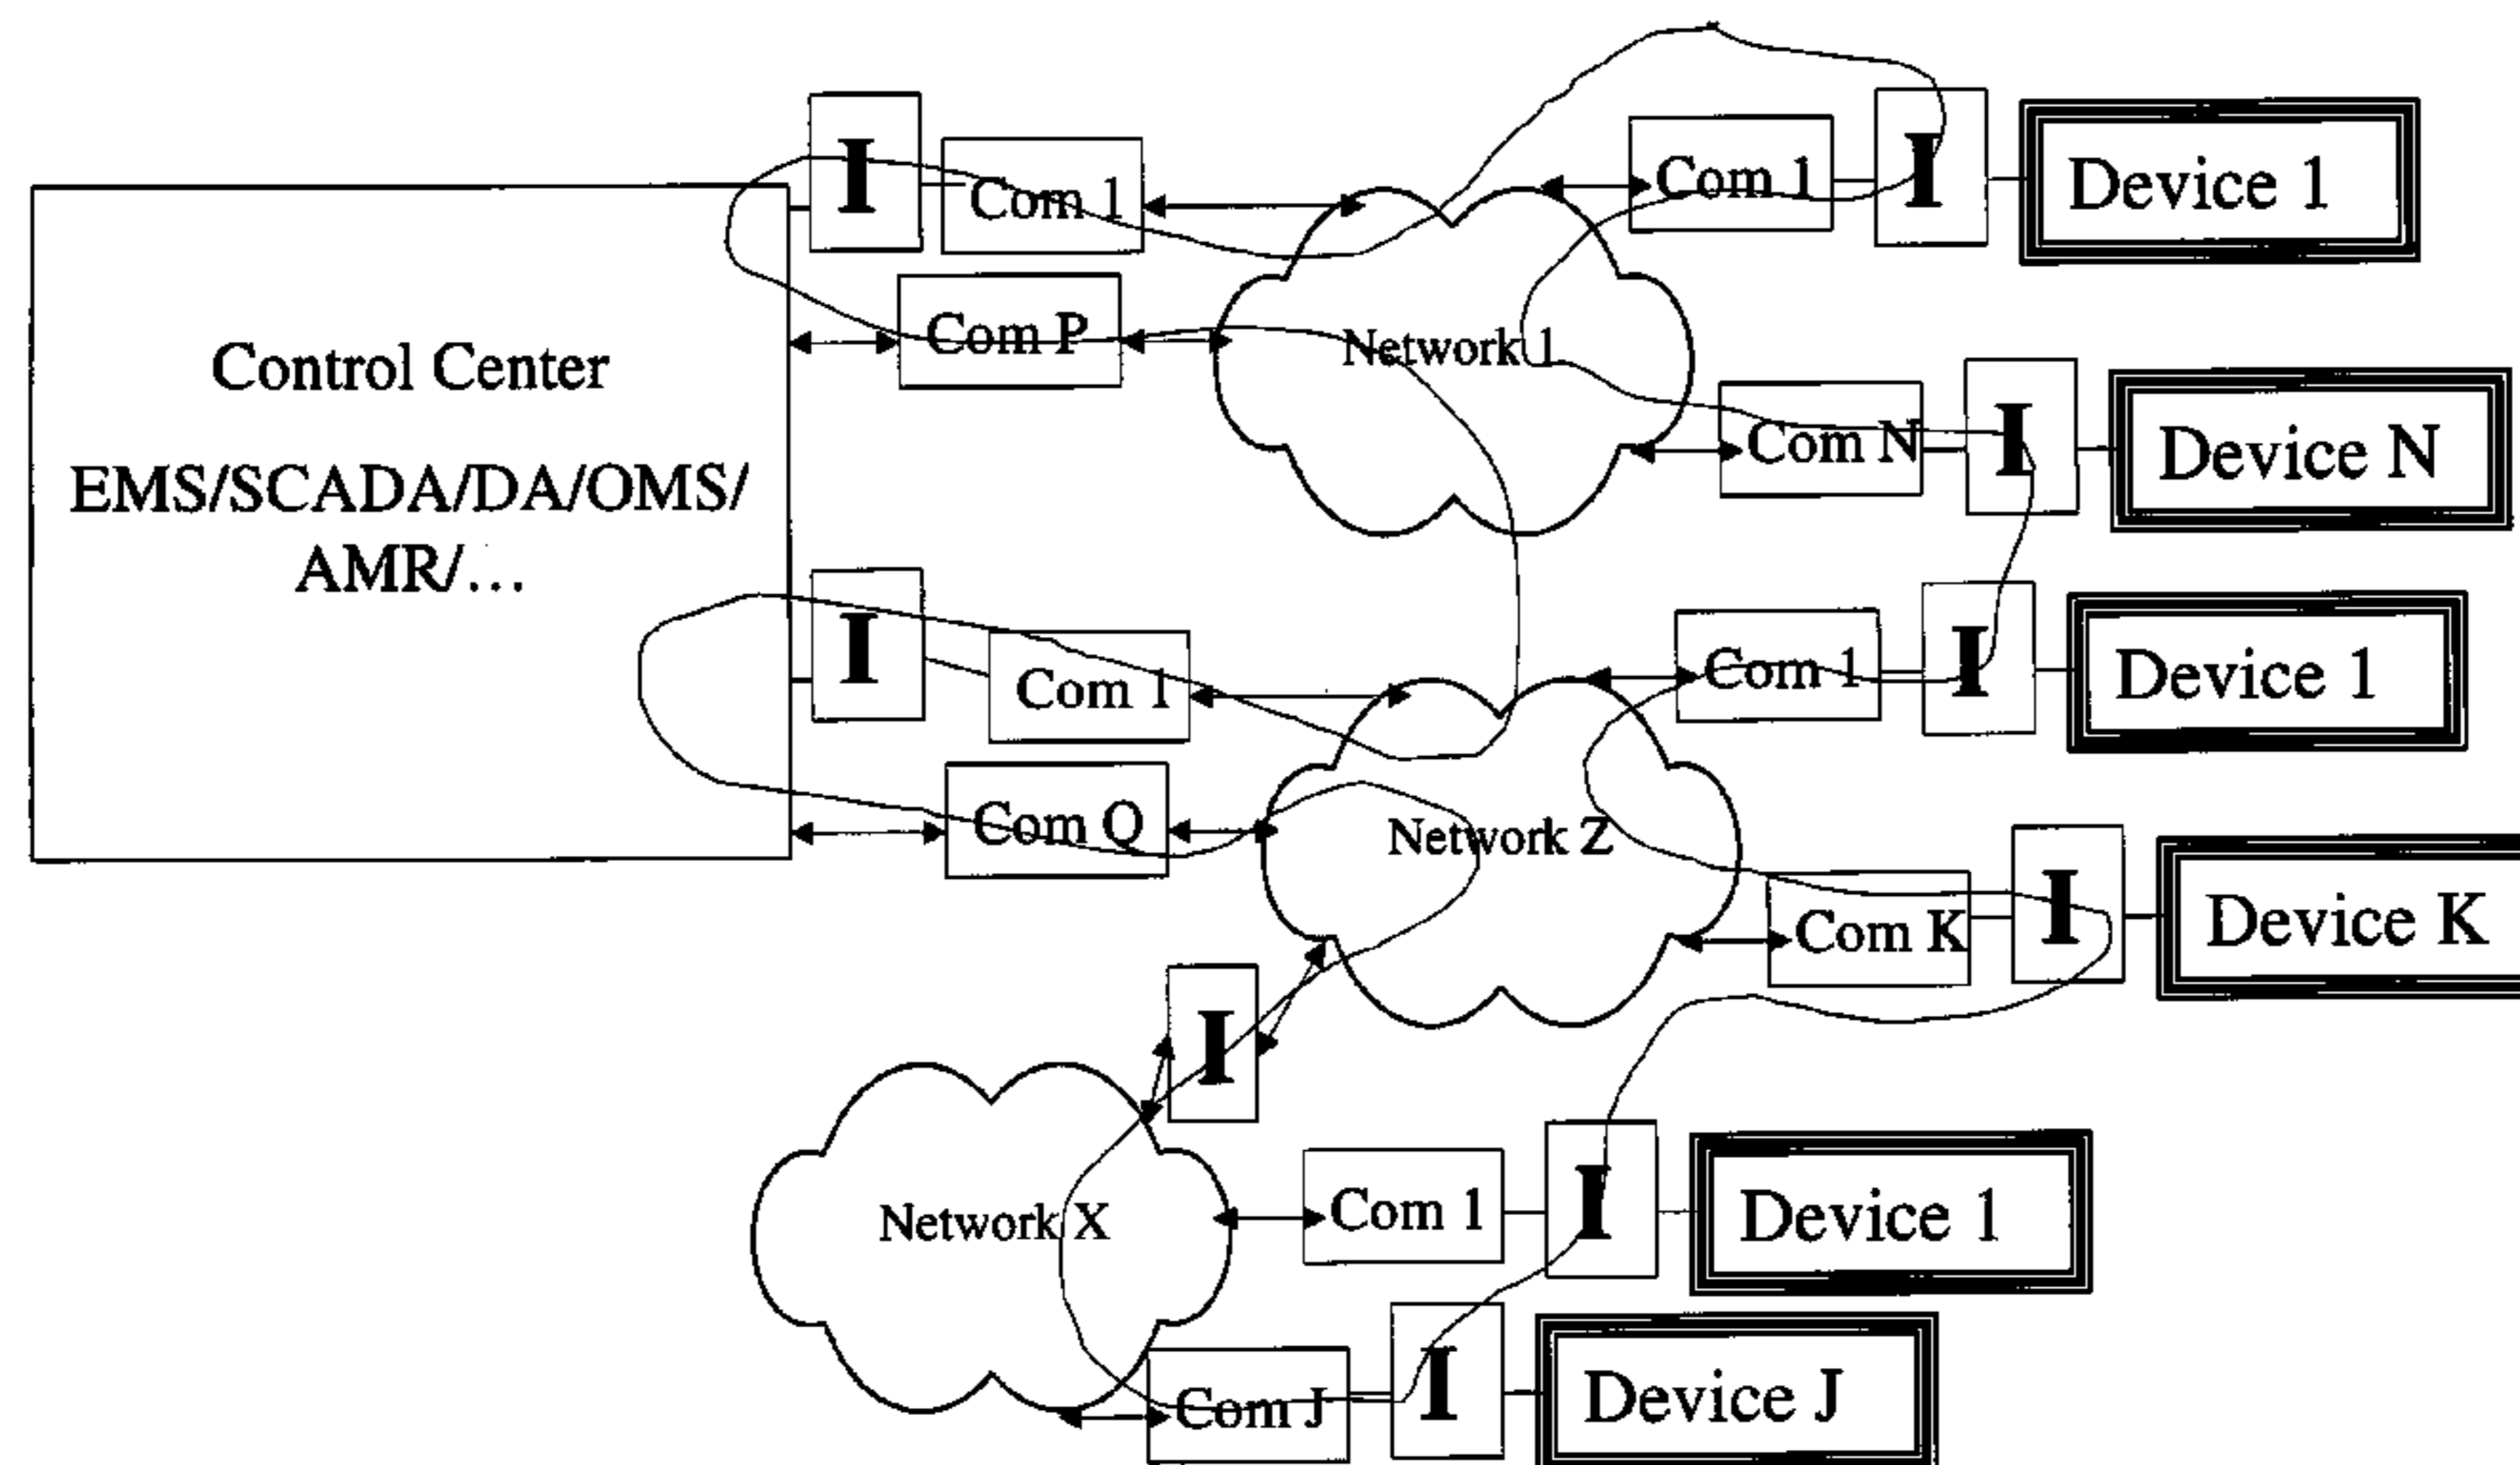 I
Com 1
Com 1
I
Device 1
Com P
Network 1
Control Center
EMS/SCADA/DA/OMS/
AMR/...
Com N
I
Device N
I
Com 1
Com 1
I
Device 1
Com Q
Network Z
Com K
I
Device K
I
Network X
Com 1
I
Device 1
Com J
I
Device J